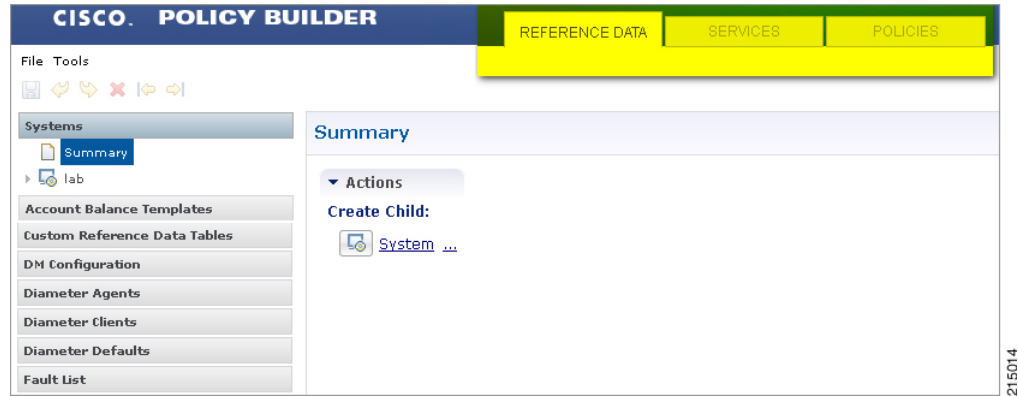 CISCO. POLICY BUILDER
REFERENCE DATA
SERVICES
POLICIES
File Tools
Systems
Summary
lab
Account Balance Templates
Custom Reference Data Tables
DM Configuration
Diameter Agents
Diameter Clients
Diameter Defaults
Fault List
Summary
Actions
Create Child:
System ...
215014